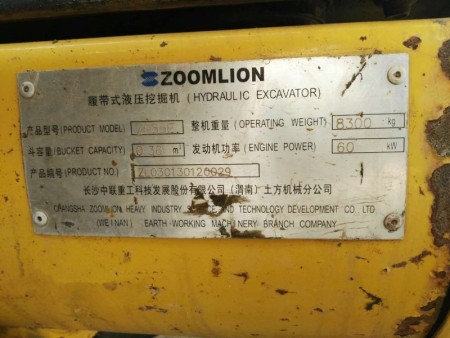 ZOOMLION
履带式液压挖掘机 (HYDRAULIC EXCAVATOR)
产品型号(PRODUCT MODEL) 整机重量 (OPERATING WEIGHT) 8300 kg
斗容量(BUCKET CAPACITY) m³ 发动机功率(ENGINE POWER) 60 kW
产品编号(PRODUCT NO.) ZL030130120029
长沙中联重工科技发展股份有限公司(渭南)土方机械分公司
CHANGSHA ZOOMLION HEAVY INDUSTRY AND TECHNOLOGY DEVELOPMENT CO., LTD
(WEINAN) EARTH-WORKING MACHINERY BRANCH COMPANY